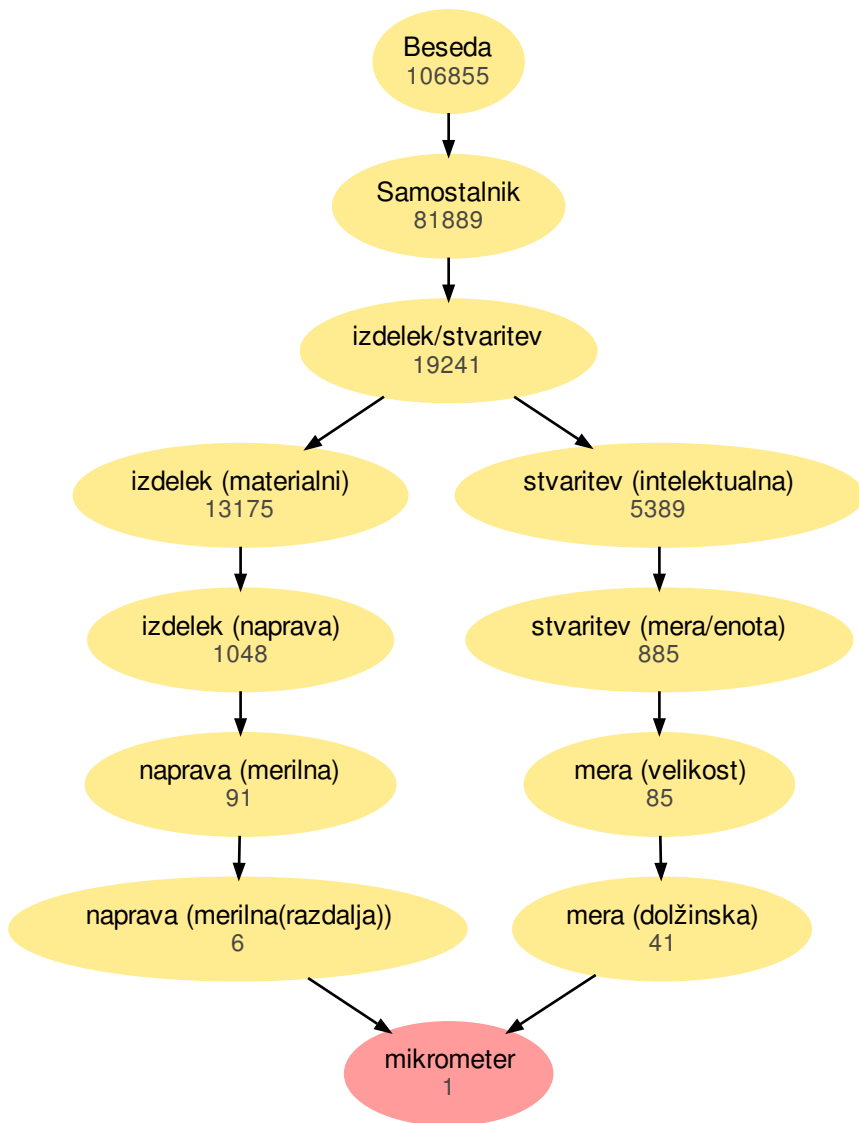 Beseda
106855
Samostalnik
81889
izdelek/stvaritev
19241
izdelek (materialni)
13175
stvaritev (intelektualna)
5389
izdelek (naprava)
1048
stvaritev (mera/enota)
885
naprava (merilna)
91
mera (velikost)
85
naprava (merilna(razdalja))
6
mera (dolžinska)
41
mikrometer
1